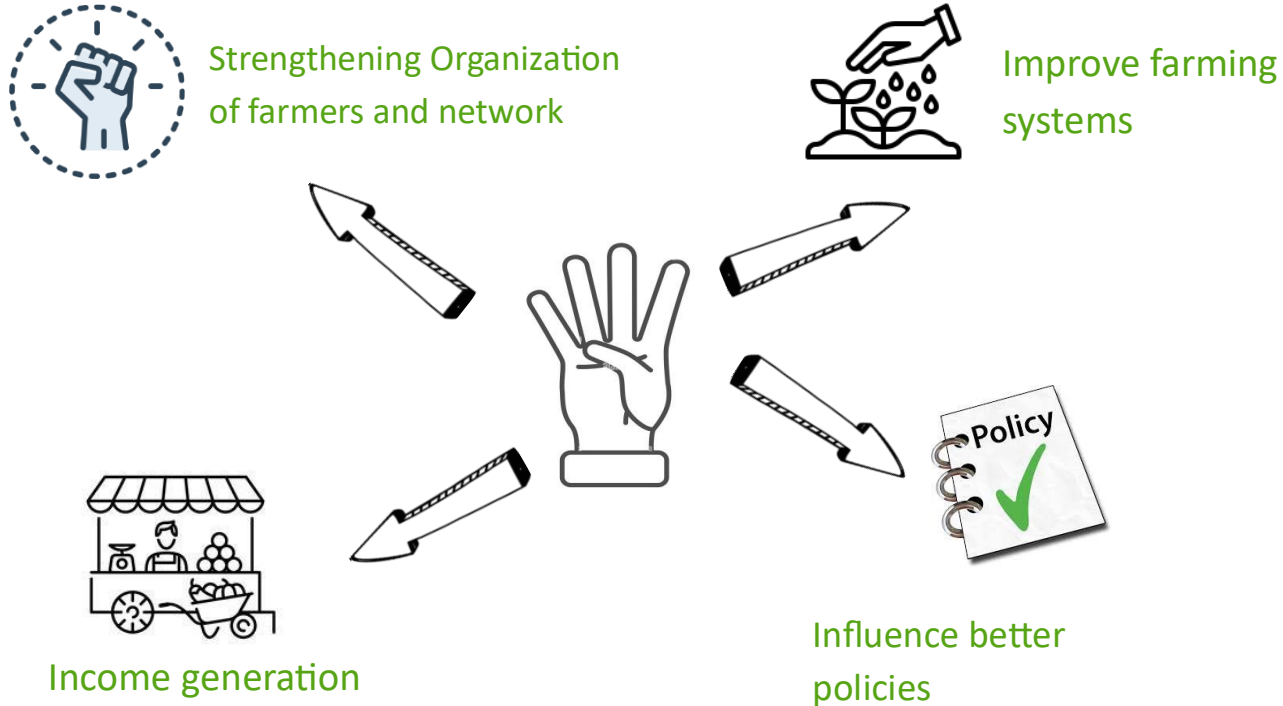 Strengthening Organization
of farmers and network
Improve farming
systems
Policy
Income generation
Influence better
policies